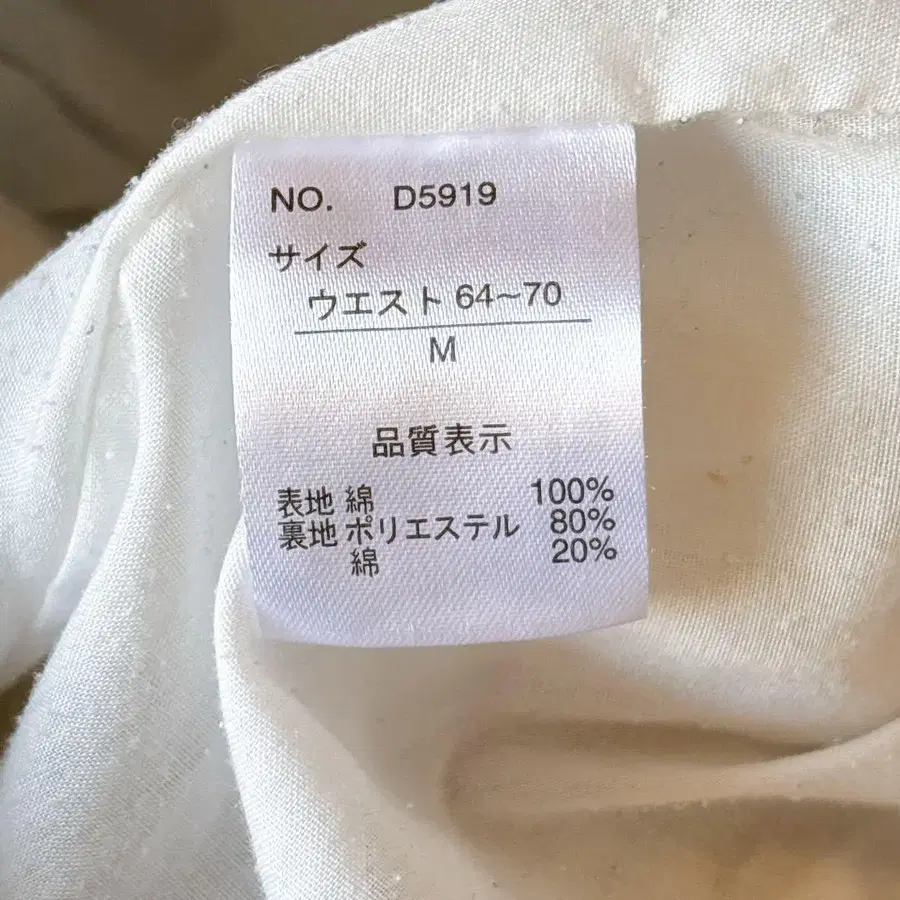 NO. D5919
サイズ
ウエスト 64~70
M
品質表示
表地 綿 100%
裏地 ポリエステル 80%
綿 20%